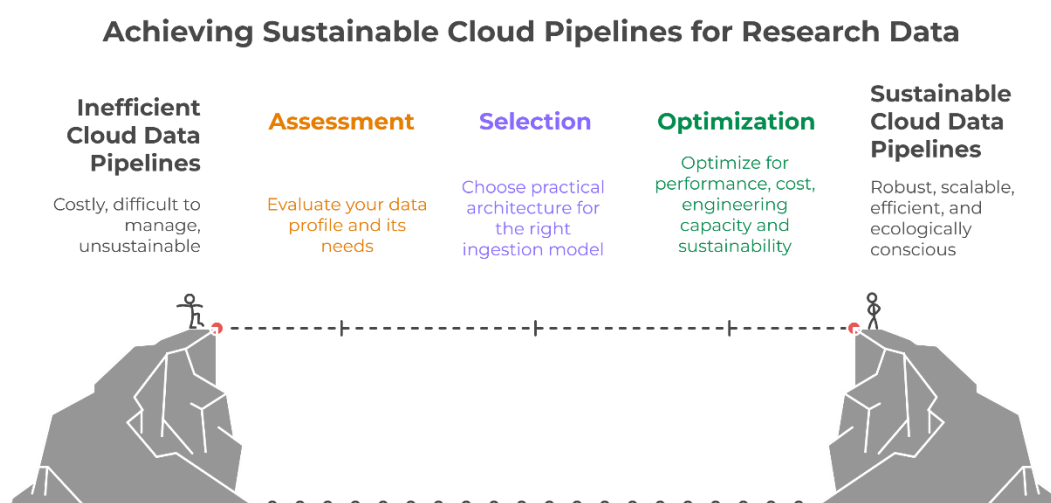 Achieving Sustainable Cloud Pipelines for Research Data
Inefficient
Cloud Data
Pipelines
Costly, difficult to
manage,
unsustainable
Assessment
Evaluate your data
profile and its
needs
Selection
Choose practical
architecture for
the right
ingestion model
Optimization
Optimize for
performance, cost,
engineering
capacity and
sustainability
Sustainable
Cloud Data
Pipelines
Robust, scalable,
efficient, and
ecologically
conscious